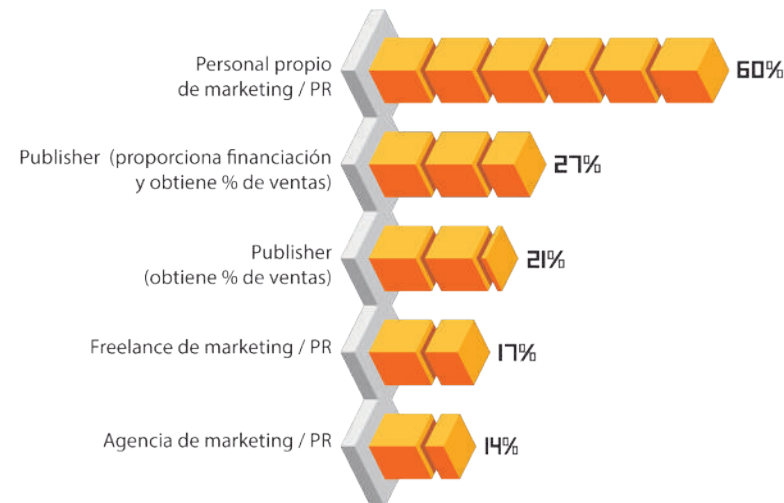 Personal propio
de marketing / PR
60%
Publisher (proporciona financiación
y obtiene % de ventas)
27%
Publisher
(obtiene % de ventas)
21%
Freelance de marketing / PR
17%
Agencia de marketing / PR
14%